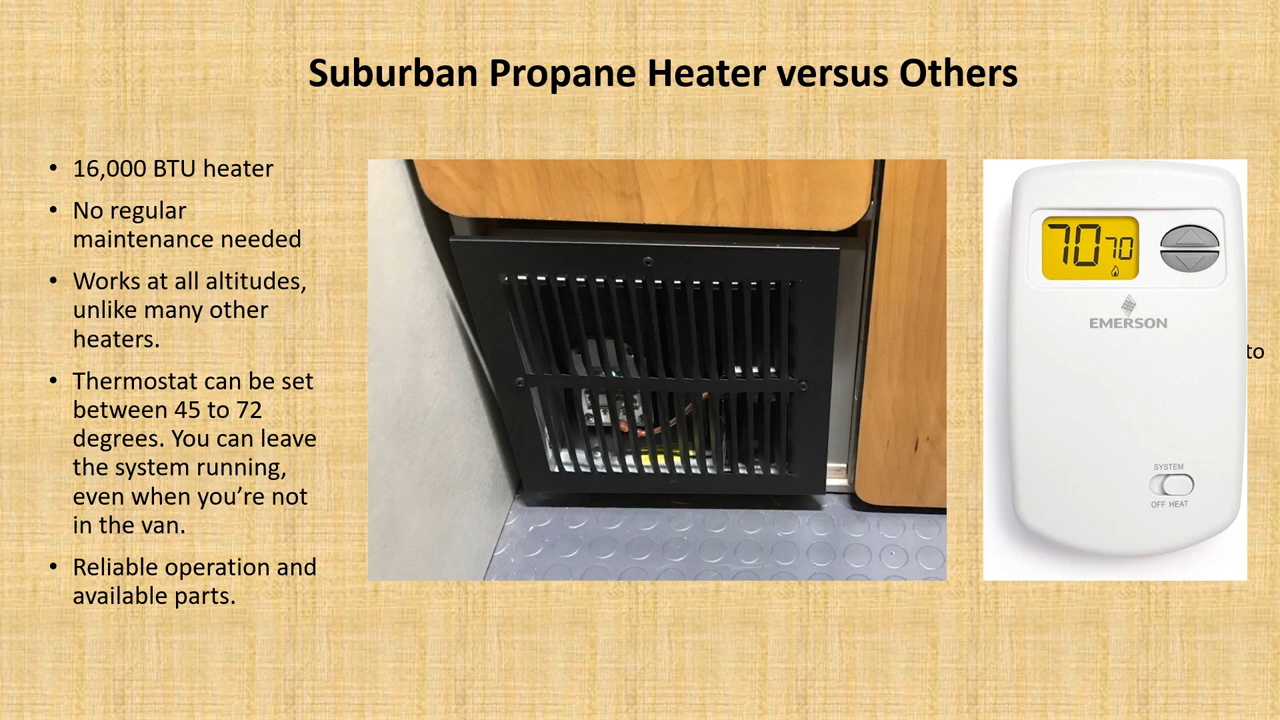 Suburban Propane Heater versus Others
• 16,000 BTU heater
• No regular
maintenance needed
• Works at all altitudes,
unlike many other
heaters.
• Thermostat can be set
between 45 to 72
degrees. You can leave
the system running,
even when you’re not
in the van.
• Reliable operation and
available parts.
70 70
EMERSON
to
SYSTEM
OFF HEAT